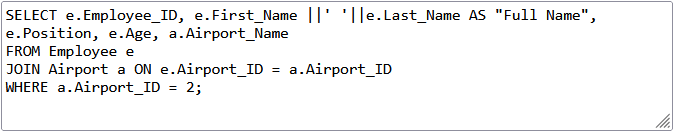 SELECT e.Employee_ID, e.First_Name ||' '||e.Last_Name AS "Full Name",
e.Position, e.Age, a.Airport_Name
FROM Employee e
JOIN Airport a ON e.Airport_ID = a.Airport_ID
WHERE a.Airport_ID = 2;